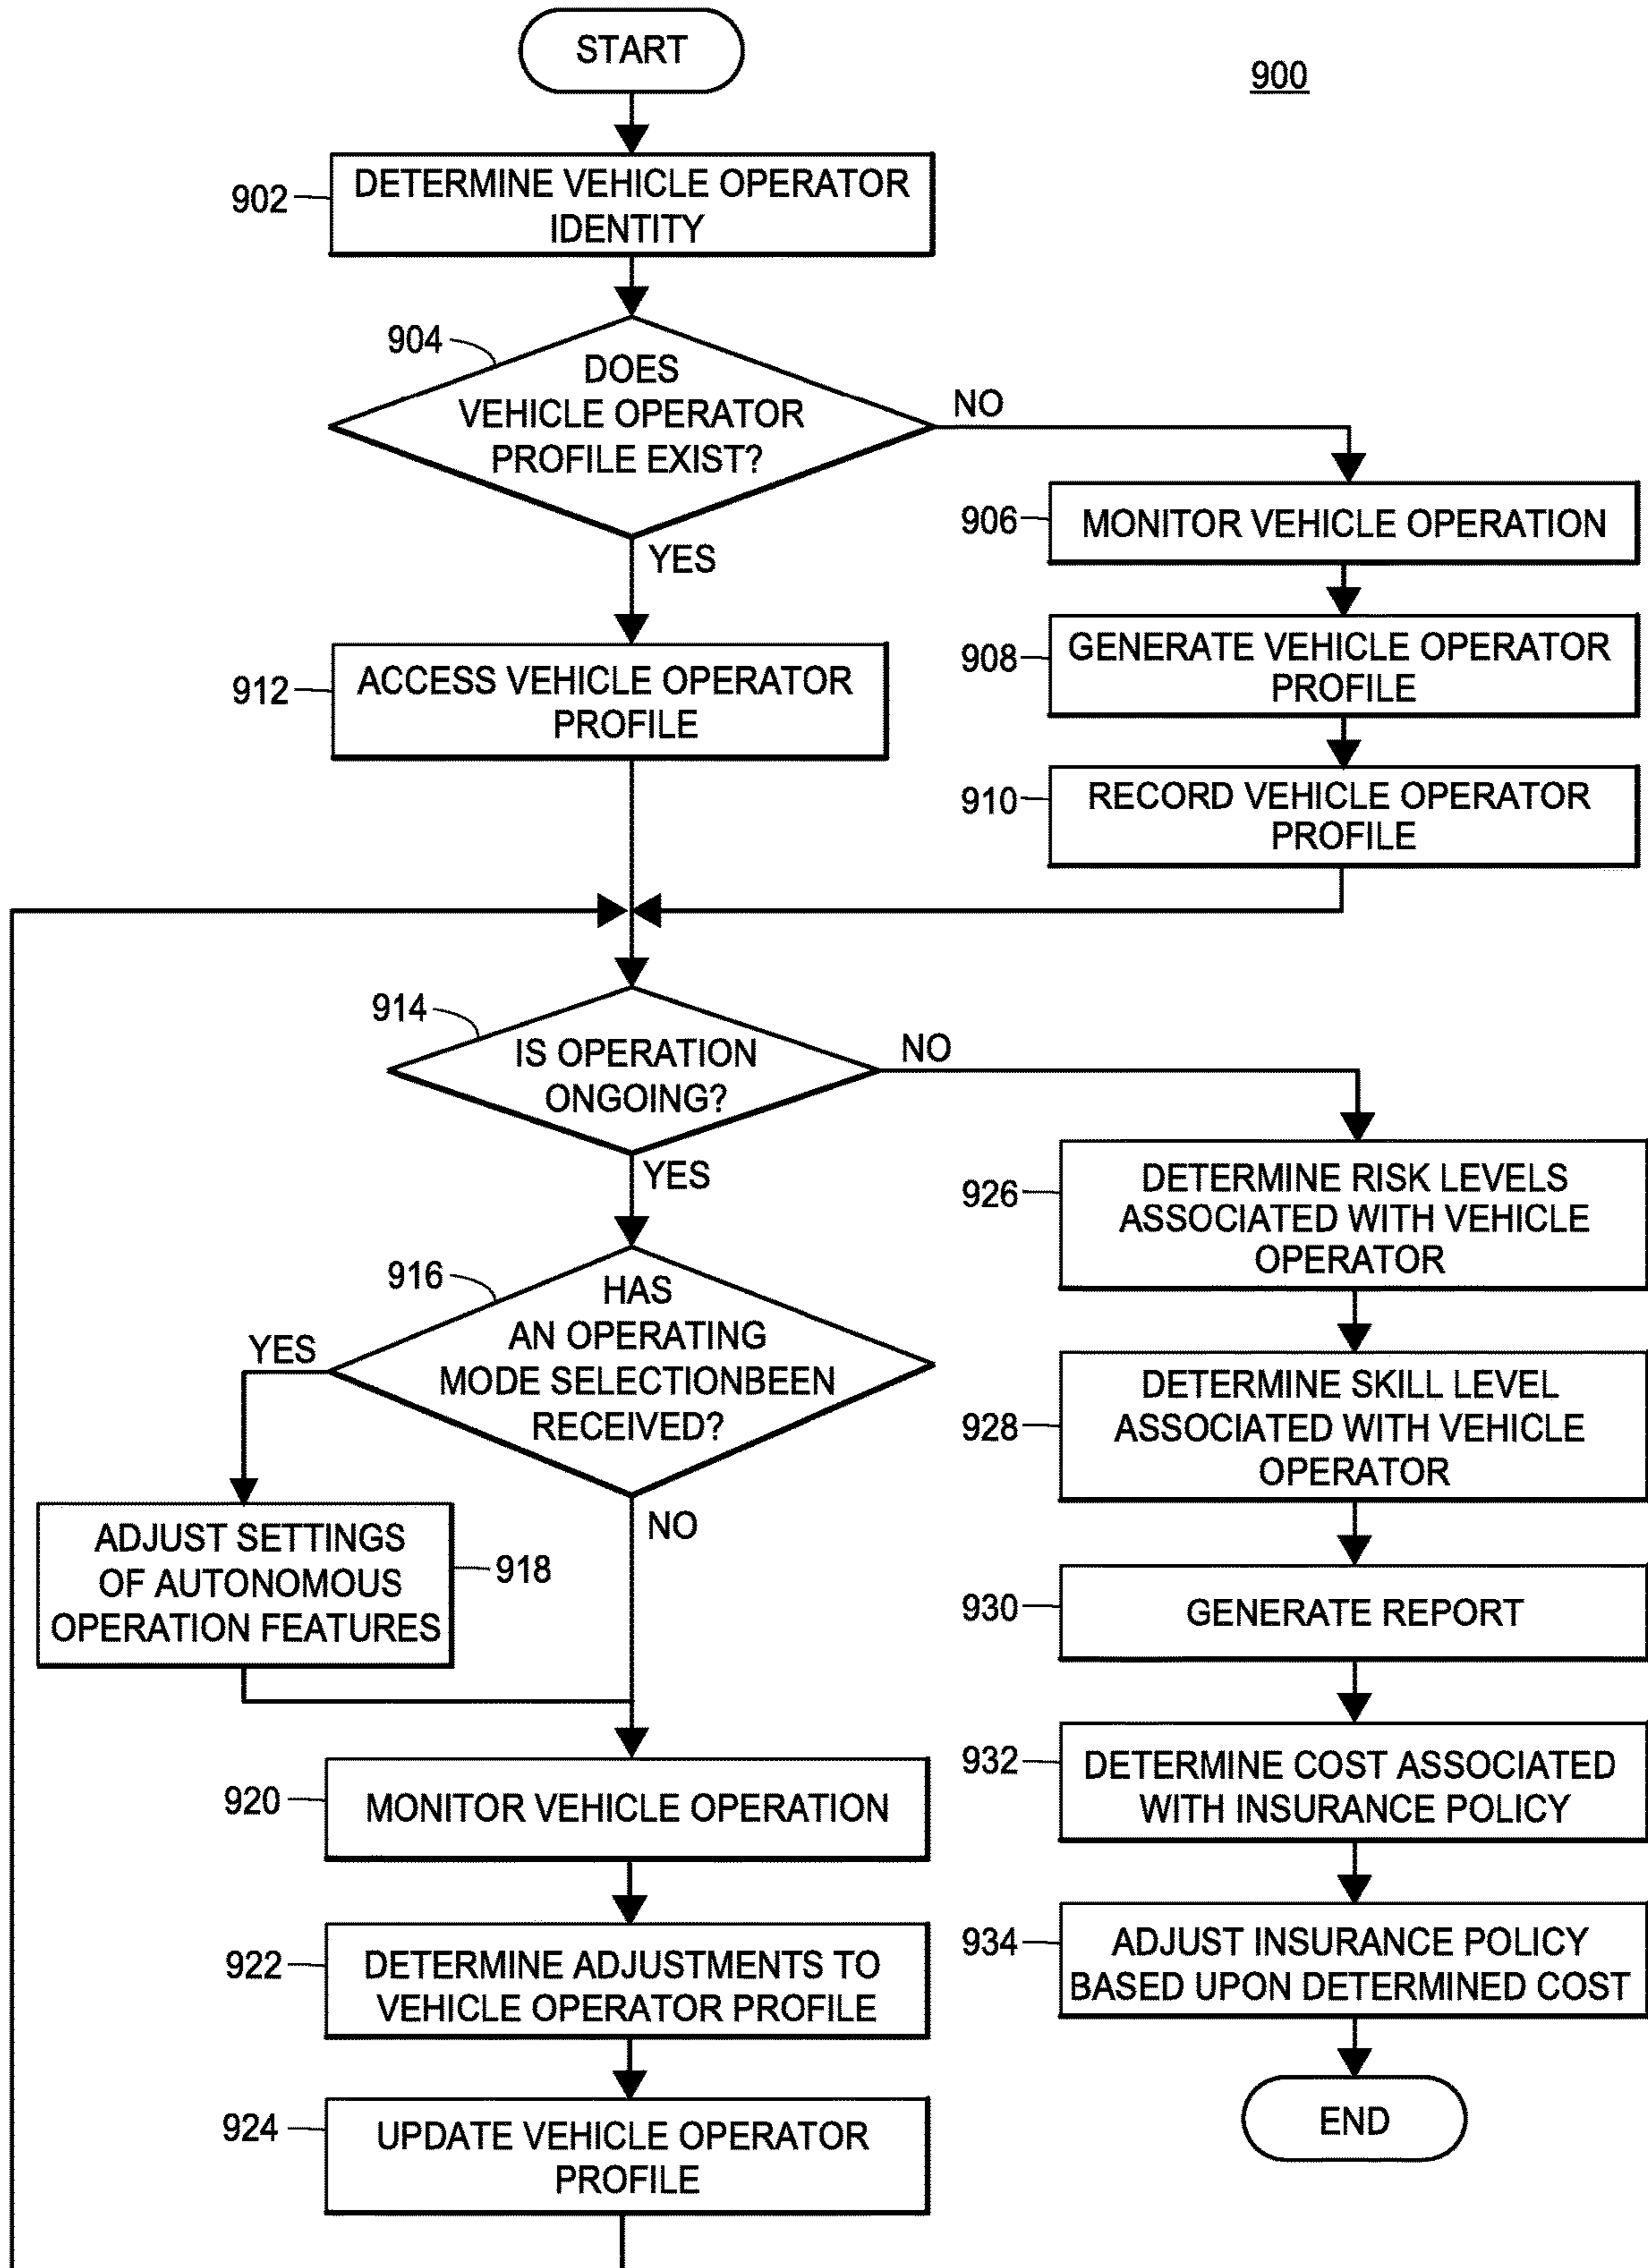 START
900
902
DETERMINE VEHICLE OPERATOR
IDENTITY
904
DOES
VEHICLE OPERATOR
PROFILE EXIST?
NO
YES
906
MONITOR VEHICLE OPERATION
908
GENERATE VEHICLE OPERATOR
PROFILE
910
RECORD VEHICLE OPERATOR
PROFILE
912
ACCESS VEHICLE OPERATOR
PROFILE
914
IS OPERATION
ONGOING?
NO
YES
916
HAS
AN OPERATING
MODE SELECTIONBEEN
RECEIVED?
YES
NO
ADJUST SETTINGS
OF AUTONOMOUS
OPERATION FEATURES
918
920
MONITOR VEHICLE OPERATION
922
DETERMINE ADJUSTMENTS TO
VEHICLE OPERATOR PROFILE
924
UPDATE VEHICLE OPERATOR
PROFILE
926
DETERMINE RISK LEVELS
ASSOCIATED WITH VEHICLE
OPERATOR
928
DETERMINE SKILL LEVEL
ASSOCIATED WITH VEHICLE
OPERATOR
930
GENERATE REPORT
932
DETERMINE COST ASSOCIATED
WITH INSURANCE POLICY
934
ADJUST INSURANCE POLICY
BASED UPON DETERMINED COST
END